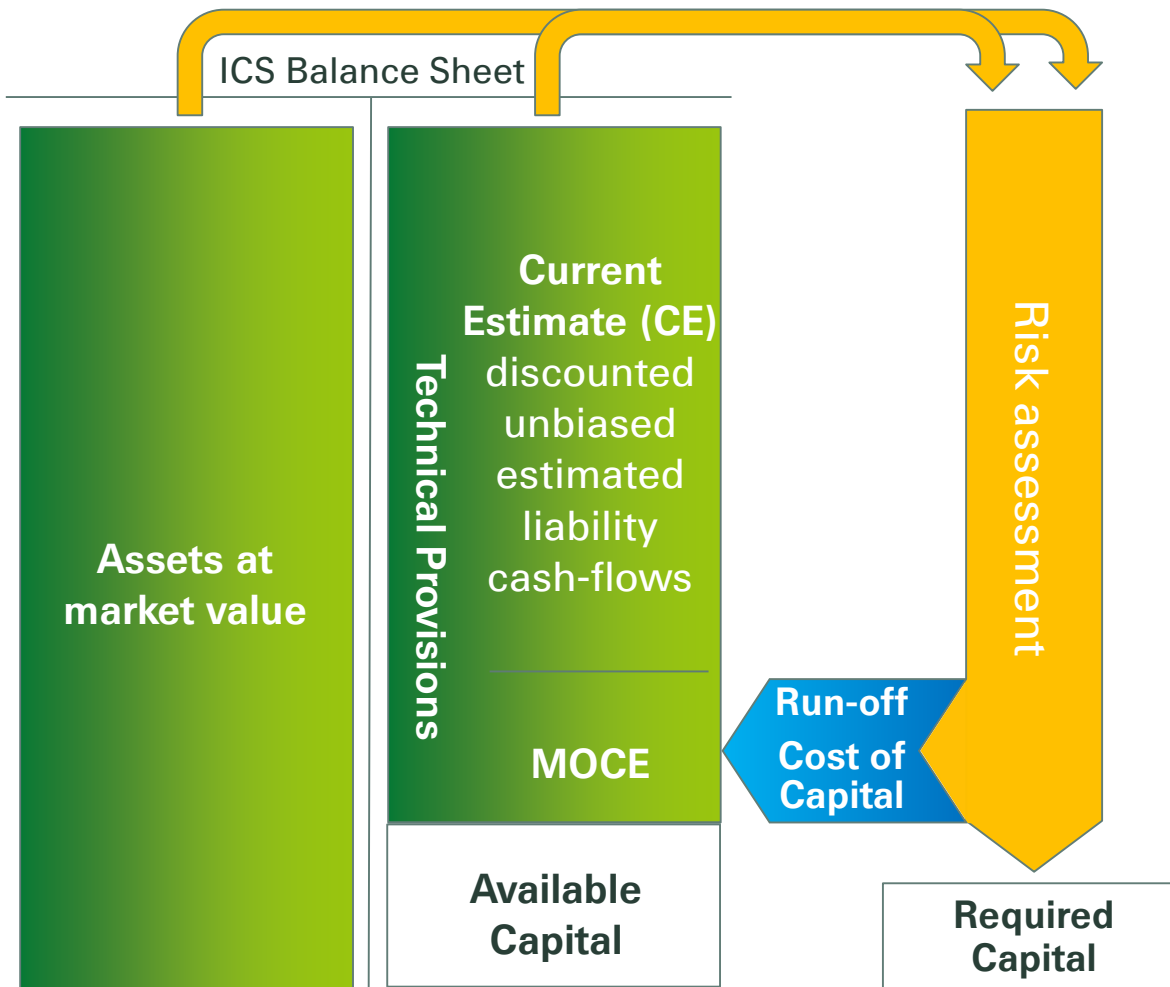 ICS Balance Sheet
Assets at
market value
Technical Provisions
Current
Estimate (CE)
discounted
unbiased
estimated
liability
cash-flows
MOCE
Available
Capital
Run-off
Cost of
Capital
Risk assessment
Required
Capital